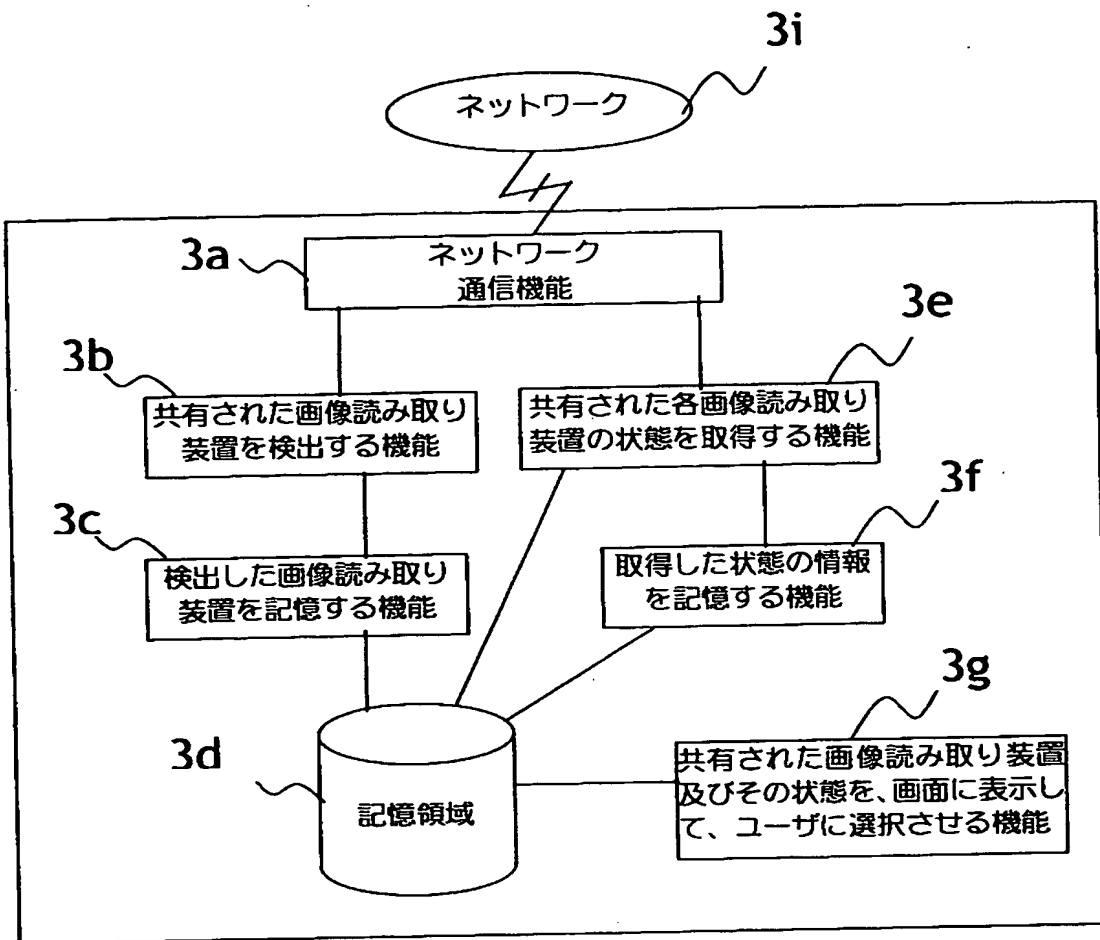 3i
ネットワーク
3a
ネットワーク
通信機能
3e
3b
共有された画像読み取り
装置を検出する機能
共有された各画像読み取り
装置の状態を取得する機能
3f
3c
検出した画像読み取り
装置を記憶する機能
取得した状態の情報
を記憶する機能
3g
3d
記憶領域
共有された画像読み取り装置
及びその状態を、画面に表示し
て、ユーザに選択させる機能